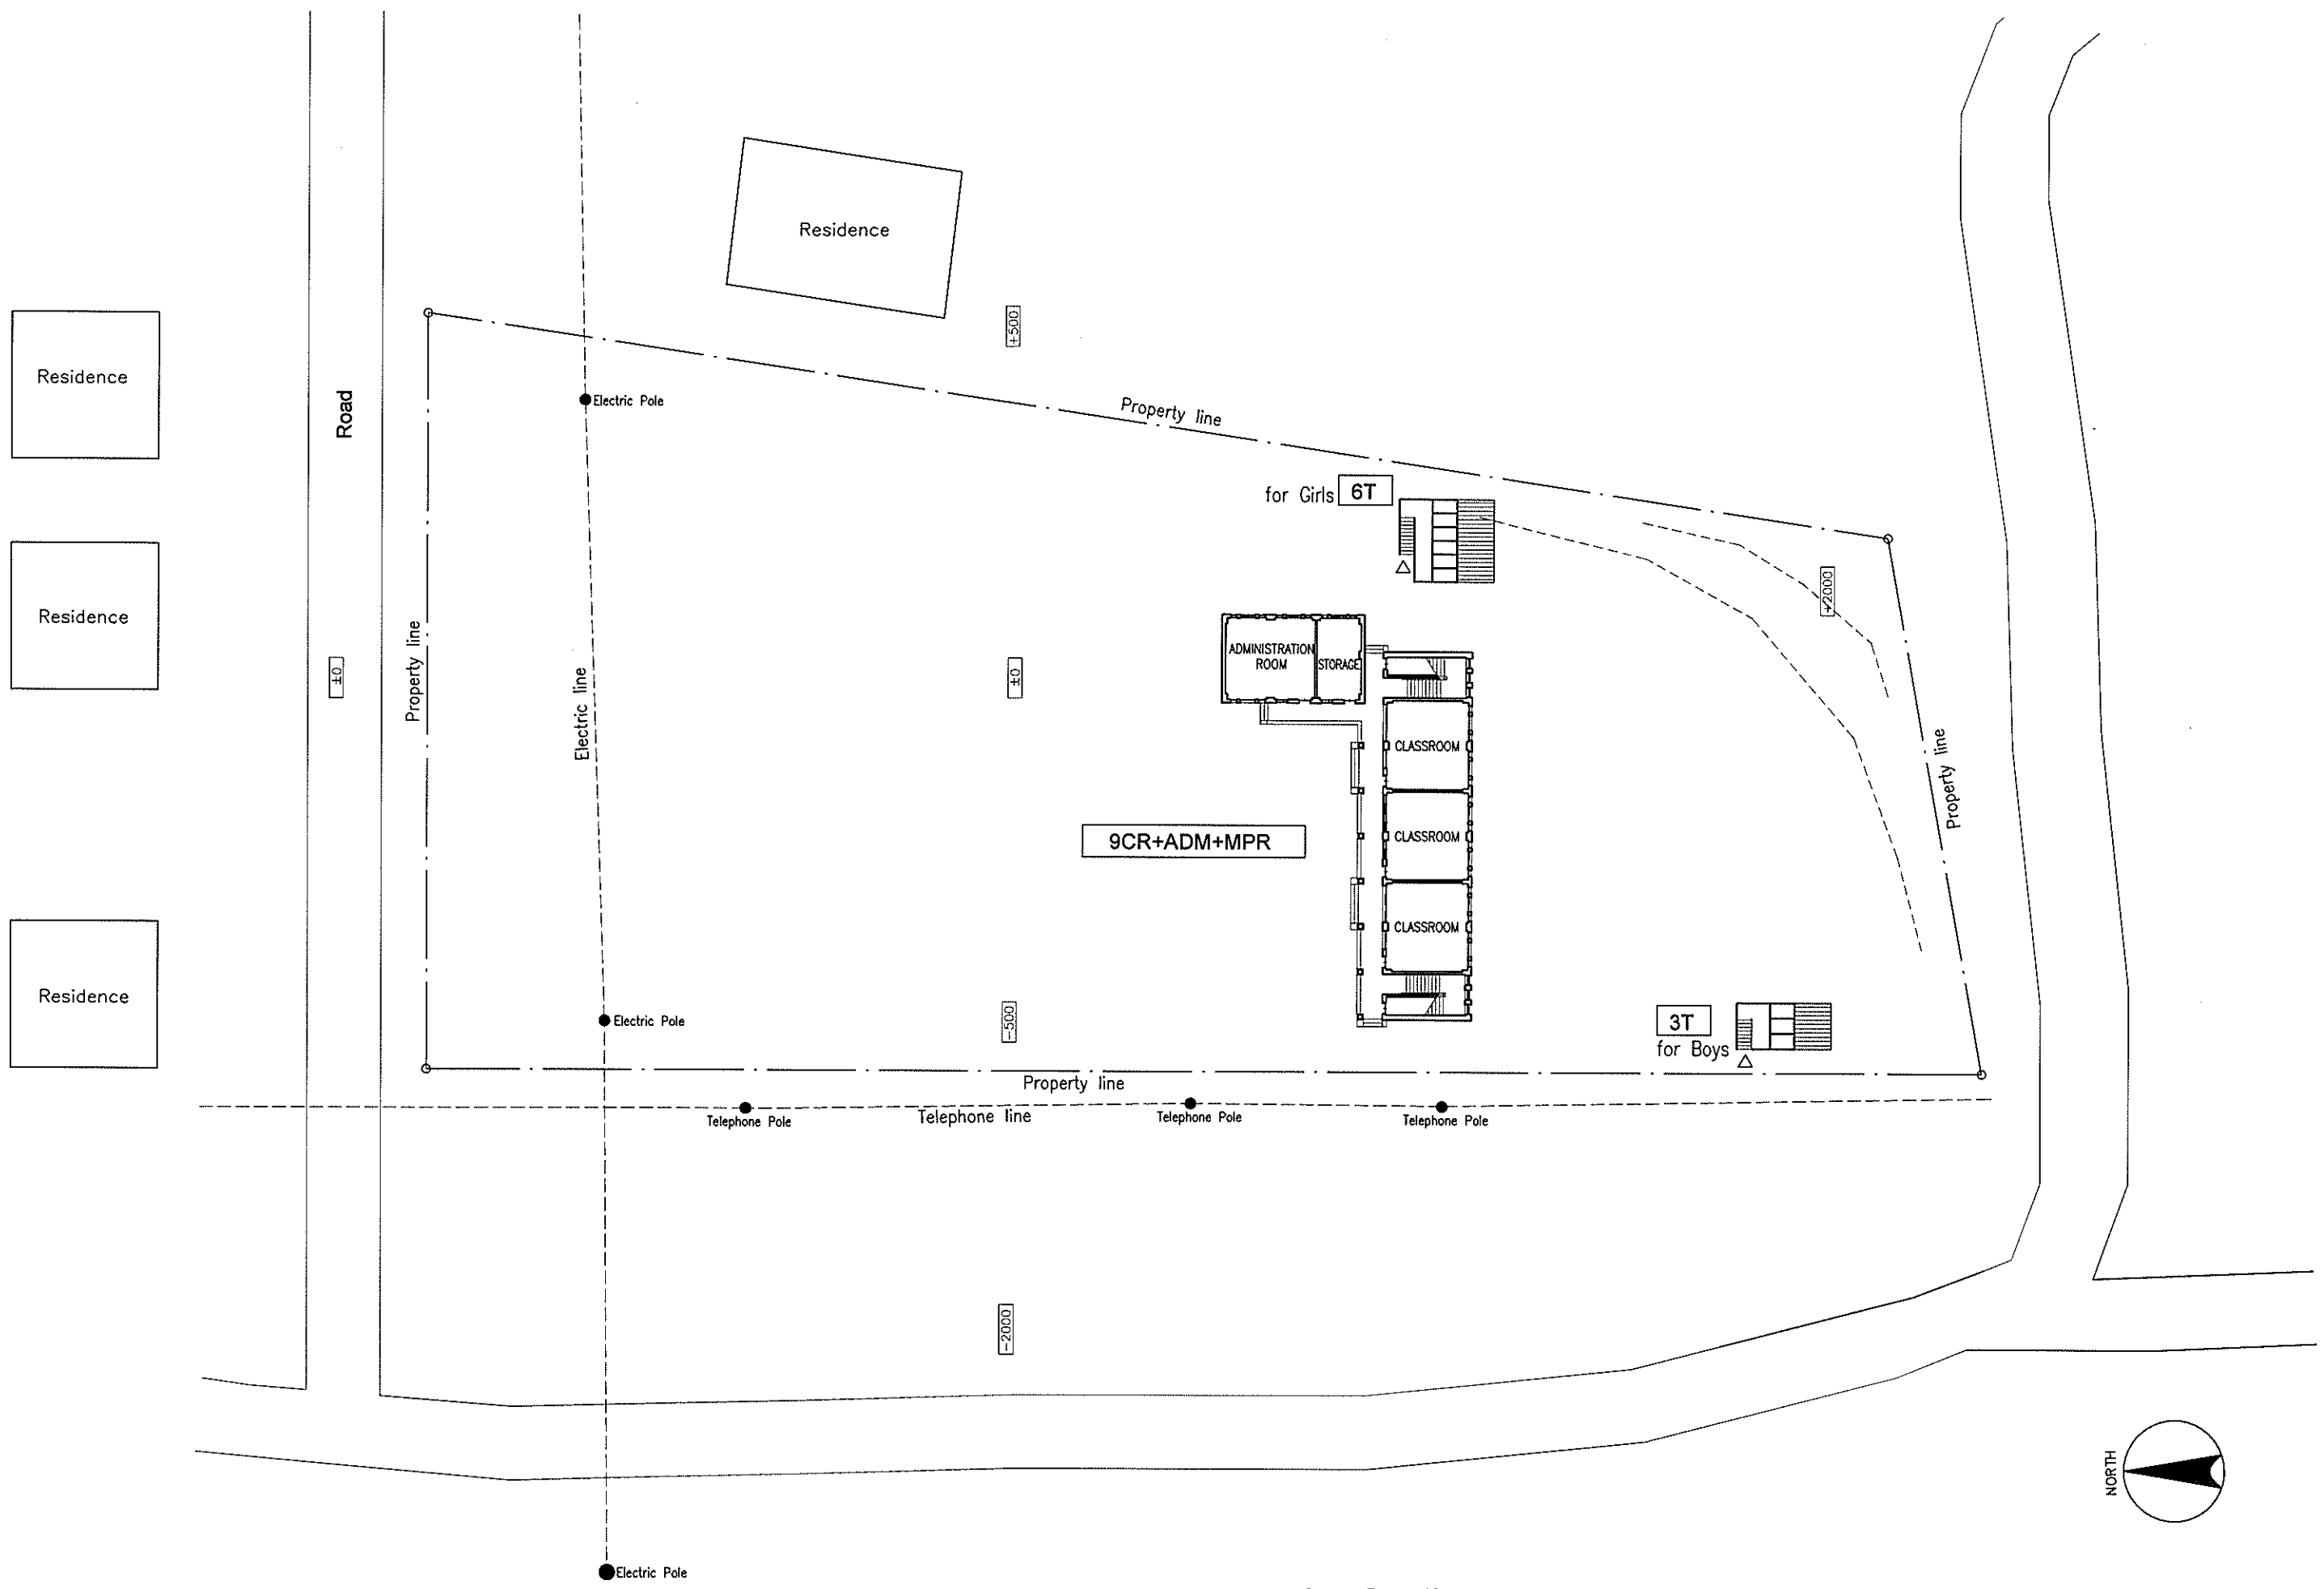 Residence
+500
Residence
Road
Electric Pole
Property line
for Girls
6T
+2000
Residence
±0
Property line
Electric line
±0
ADMINISTRATION
ROOM
STORAGE
CLASSROOM
Property line
9CR+ADM+MPR
CLASSROOM
CLASSROOM
Residence
Electric Pole
-500
3T
for Boys
Property line
Telephone Pole
Telephone line
Telephone Pole
Telephone Pole
-2000
NORTH
Electric Pole